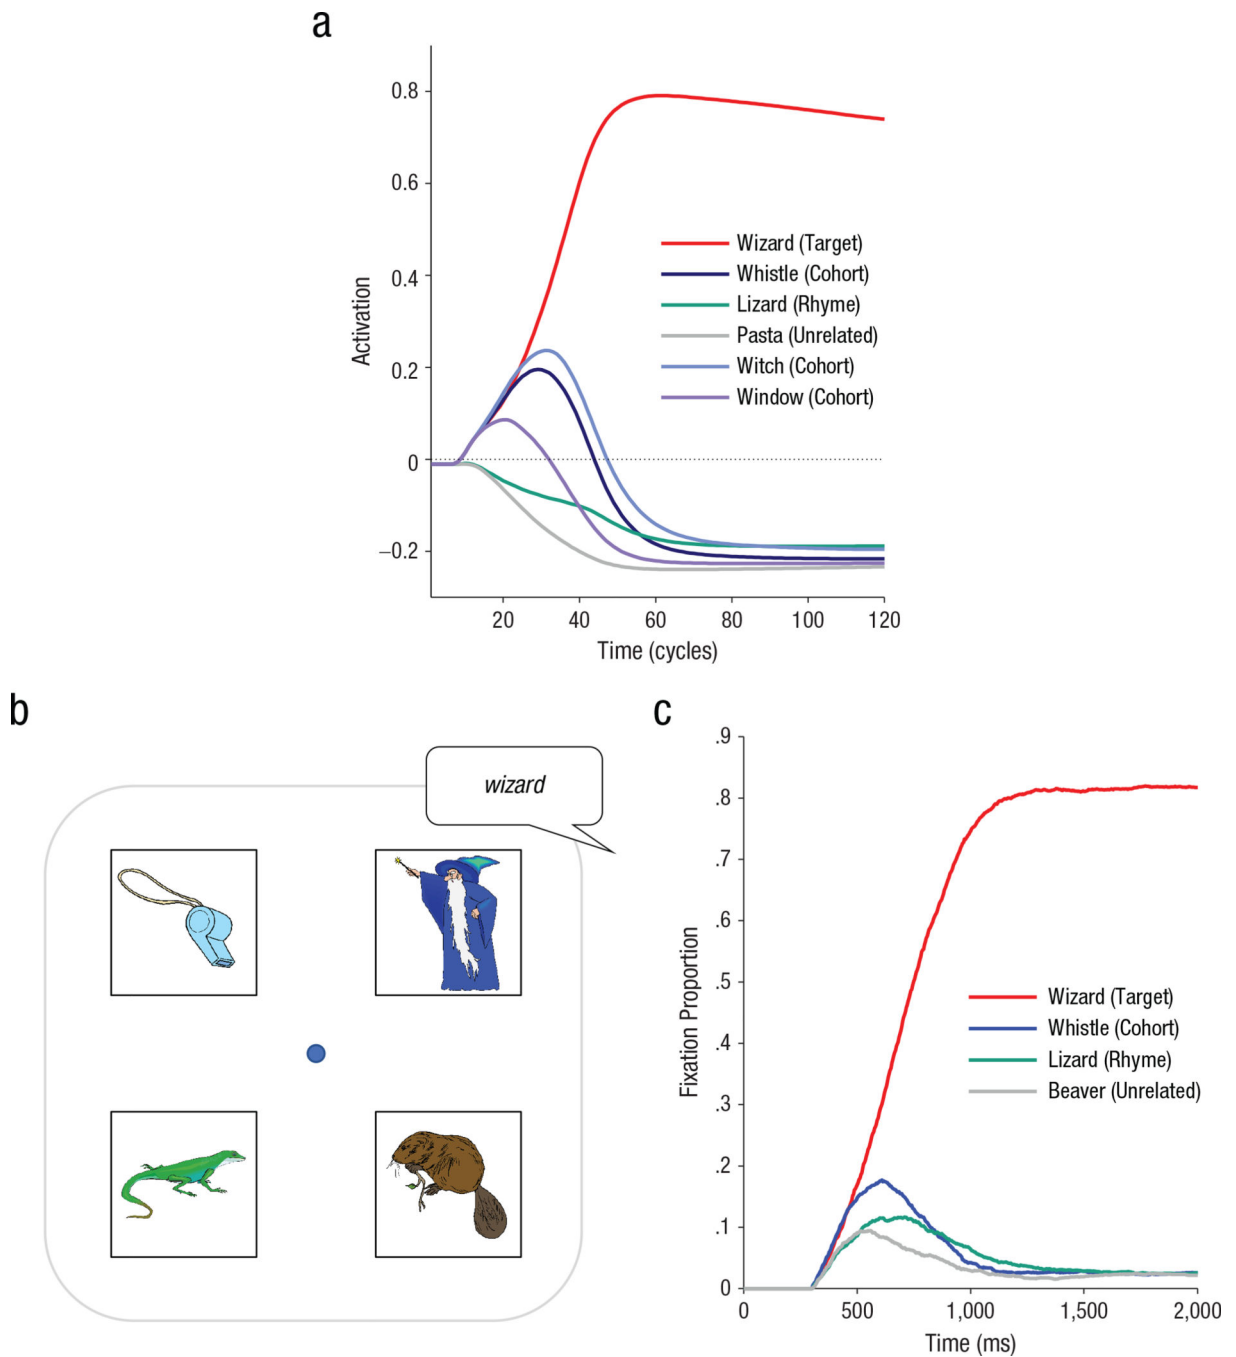 a
0.8
0.6
0.4
0.2
0
−0.2
Activation
Wizard (Target)
Whistle (Cohort)
Lizard (Rhyme)
Pasta (Unrelated)
Witch (Cohort)
Window (Cohort)
20 40 60 80 100 120
Time (cycles)
b
wizard
c
.9
.8
.7
.6
.5
.4
.3
.2
.1
0
Fixation Proportion
Wizard (Target)
Whistle (Cohort)
Lizard (Rhyme)
Beaver (Unrelated)
0 500 1,000 1,500 2,000
Time (ms)